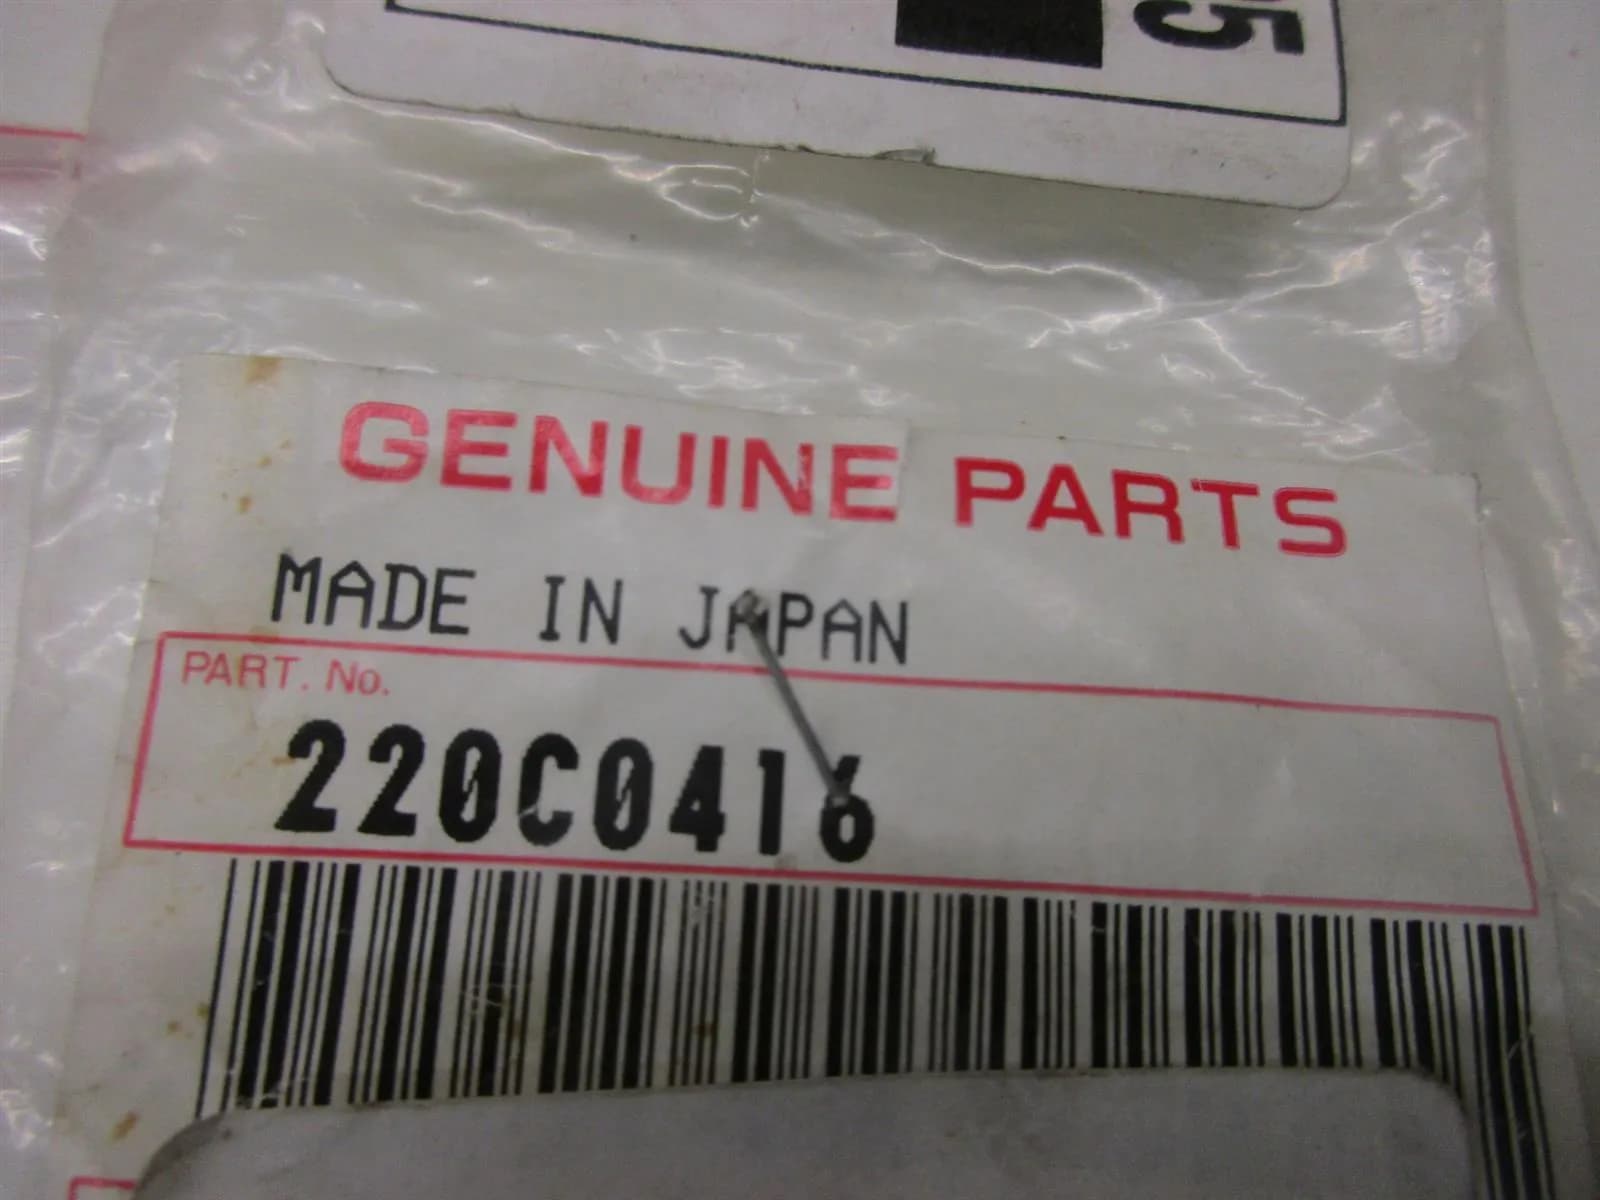 GENUINE PARTS
MADE IN JAPAN
PART. No.
220C0416